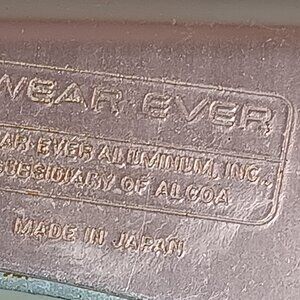 WEAR EVER
AR EVER ALUMINUM, INC.,
SUBSIDIARY OF ALCOA
MADE IN JAPAN